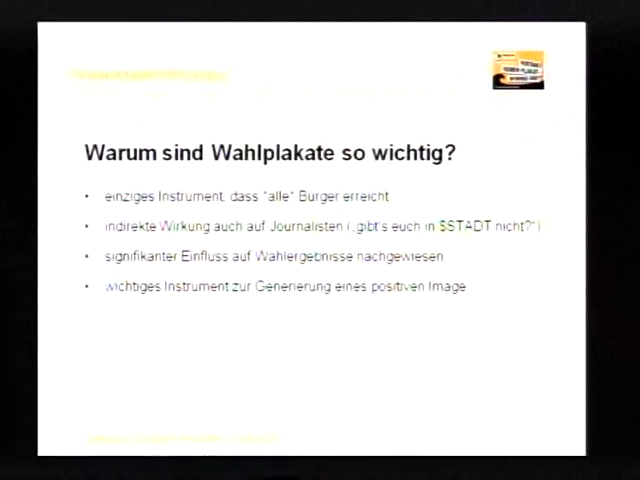 Warum sind Wahlplakate so wichtig?
• einziges Instrument, dass "alle" Bürger erreicht
• indirekte Wirkung auch auf Journalisten („gibt's euch in $STADT nicht?")
• signifikanter Einfluss auf Wahlergebnisse nachgewiesen
• wichtiges Instrument zur Generierung eines positiven Image